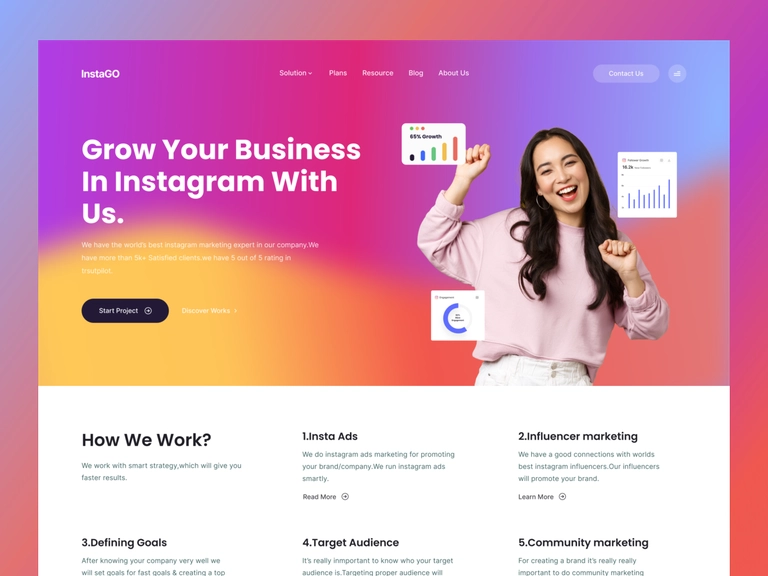 InstaGO
Solution
Plans
Resource
Blog
About Us
Contact Us
Grow Your Business
In Instagram With
Us.
We have the world's best instagram marketing expert in our company.We
have more than 5k+ Satisfied clients,we have 5 out of 5 rating in
trustpilot.
Start Project
Discover Works
65% Growth
Follower Growth
16.2k
Engagement
How We Work?
We work with smart strategy,which will give you
faster results.
1.Insta Ads
We do instagram ads marketing for promoting
your brand/company.We run instagram ads
smartly.
Read More
2.Influencer marketing
We have a good connections with worlds
best instagram influencers.Our influencers
will promote your brand.
Learn More
3.Defining Goals
After knowing your company very well we
will set goals for fast goals & creating a top
4.Target Audience
It's really imnportant to know who your target
audience is.Targeting proper audience will
5.Community marketing
For creating a brand it's really really
important to do community marketing